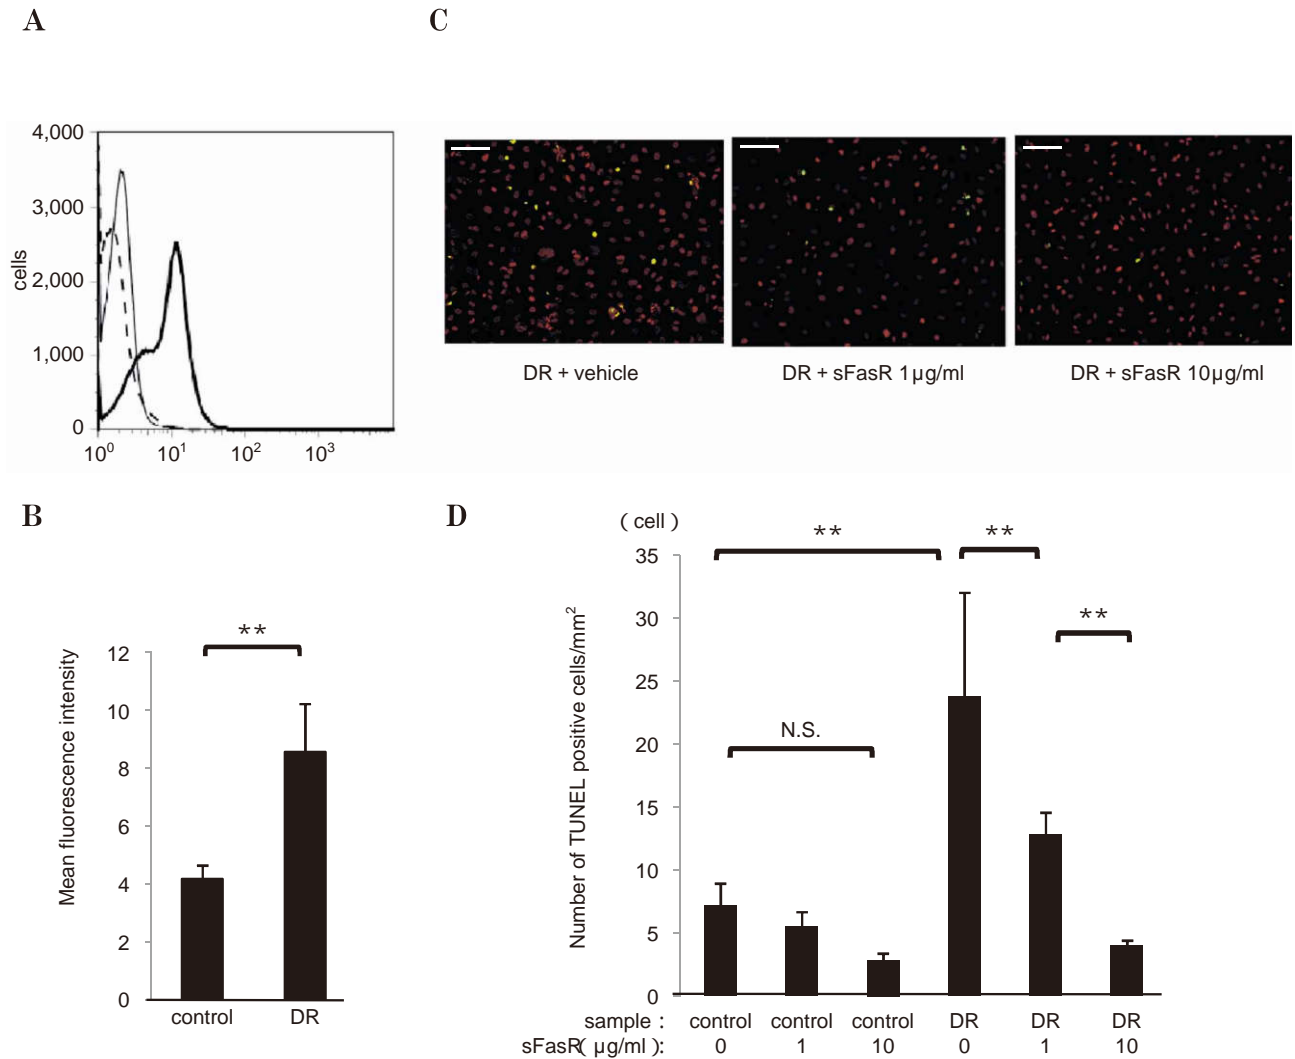 A
C
4,000
3,000
2,000
1,000
0
cells
10⁰ 10¹ 10² 10³
DR + vehicle
DR + sFasR 1μg/ml
DR + sFasR 10μg/ml
B
**
12
10
8
6
4
2
0
Mean fluorescence intensity
control DR
D
( cell )
** **
**
N.S.
35
30
25
20
15
10
5
0
Number of TUNEL positive cells/mm²
sample : control control control DR DR DR
sFasR( μg/ml ): 0 1 10 0 1 10